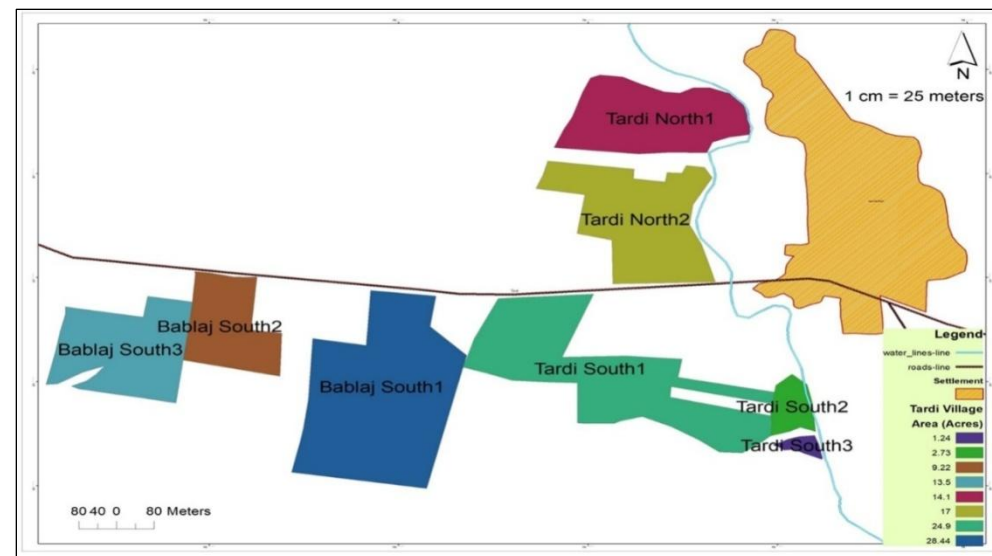 N
1 cm = 25 meters
Tardi North1
Tardi North2
Bablaj South2
Bablaj South3
Bablaj South1
Tardi South1
Tardi South2
Tardi South3
Legend
water_lines-line
roads-line
Settlement
Tardi Village
Area (Acres)
1.24
2.73
9.22
13.5
14.1
17
24.9
28.44
80 40 0 80 Meters